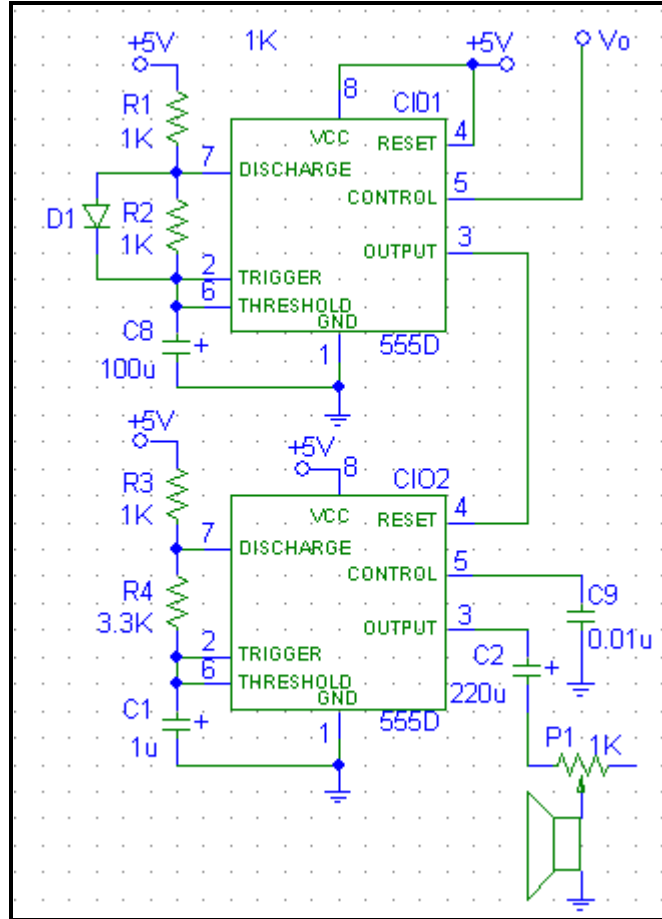 +5V
1K
+5V
Vo
8
CI01
R1
1K
VCC
RESET
4
7
DISCHARGE
CONTROL
5
D1
R2
1K
OUTPUT
3
2
TRIGGER
6
THRESHOLD
GND
C8
+
1
555D
100u
+5V
+5V
8
CIO2
R3
1K
VCC
RESET
4
7
DISCHARGE
CONTROL
5
R4
3.3K
C9
OUTPUT
3
0.01u
2
TRIGGER
C2
+
6
THRESHOLD
GND
220u
C1
+
1
555D
1u
P1
1K